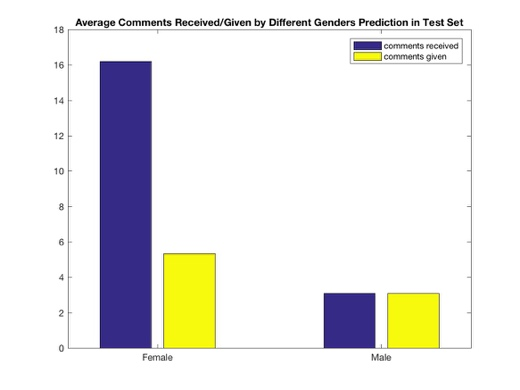 Average Comments Received/Given by Different Genders Prediction in Test Set
comments received
comments given
18
16
14
12
10
8
6
4
2
0
Female
Male